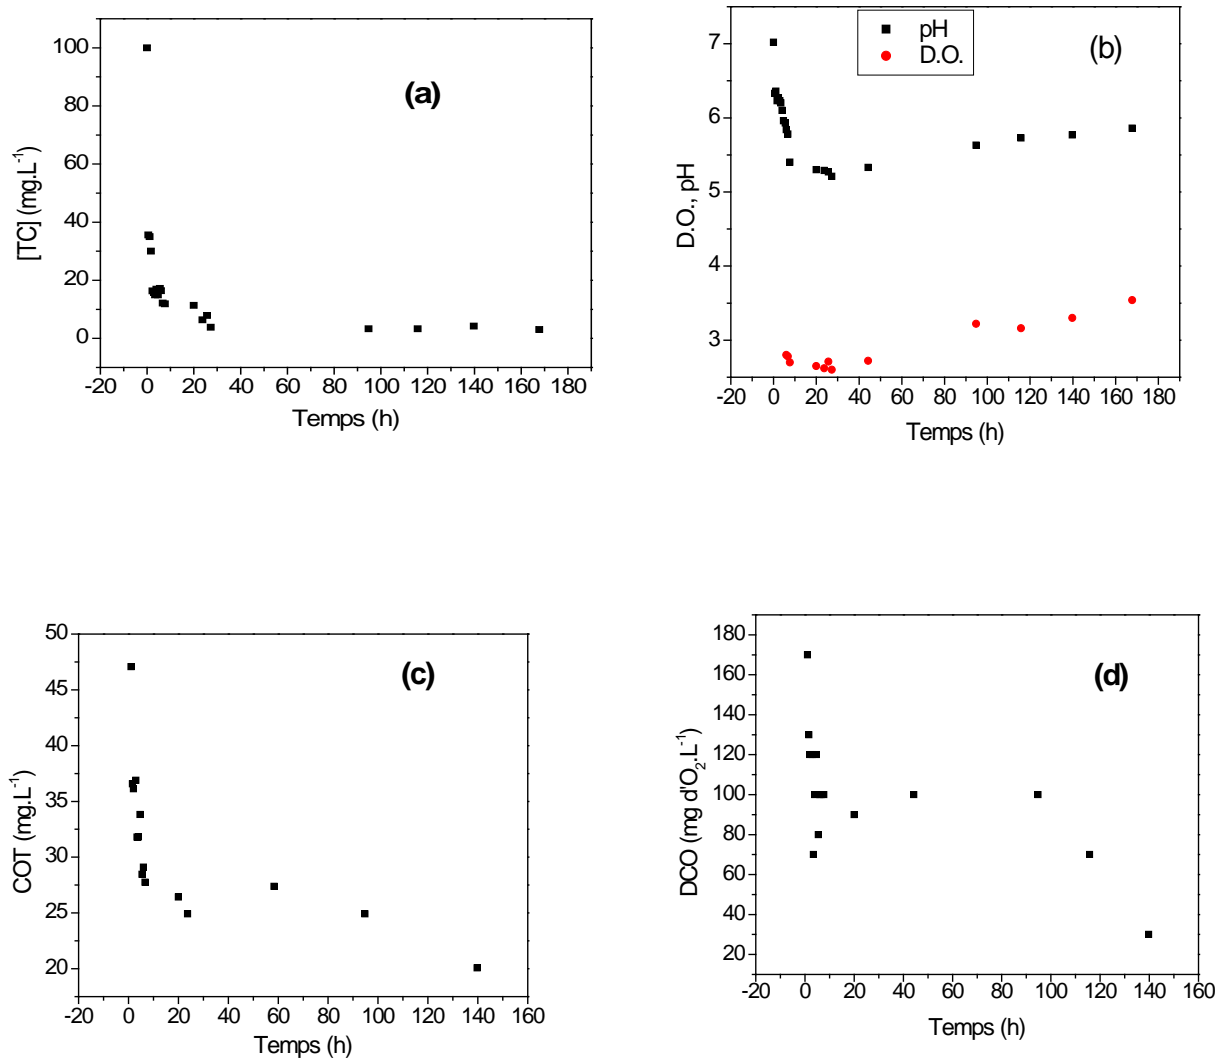 (a)
[TC] (mg.L-1)
100
80
60
40
20
0
-20 0 20 40 60 80 100 120 140 160 180
Temps (h)
(b)
pH
D.O.
D.O., pH
7
6
5
4
3
-20 0 20 40 60 80 100 120 140 160 180
Temps (h)
(c)
COT (mg.L-1)
50
45
40
35
30
25
20
-20 0 20 40 60 80 100 120 140 160
Temps (h)
(d)
DCO (mg d'O2.L-1)
180
160
140
120
100
80
60
40
20
-20 0 20 40 60 80 100 120 140 160
Temps (h)